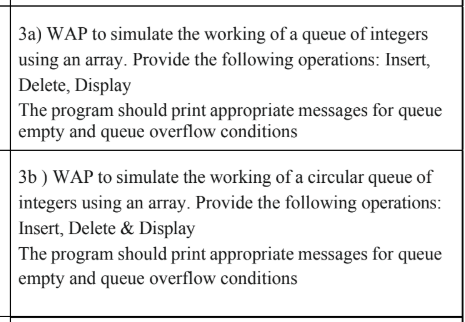 3a) WAP to simulate the working of a queue of integers
using an array. Provide the following operations: Insert,
Delete, Display
The program should print appropriate messages for queue
empty and queue overflow conditions
3b ) WAP to simulate the working of a circular queue of
integers using an array. Provide the following operations:
Insert, Delete & Display
The program should print appropriate messages for queue
empty and queue overflow conditions